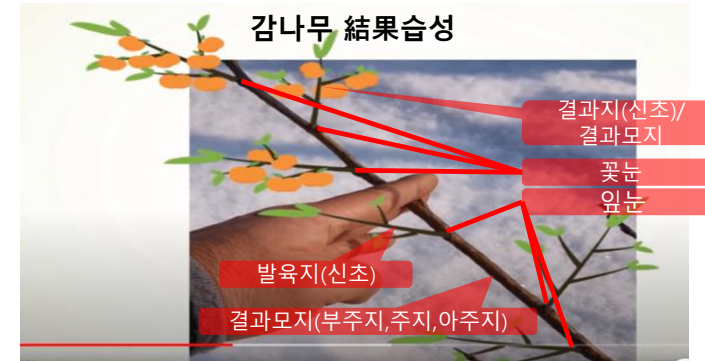 감나무 結果습성
결과지(신초)/
결과모지
꽃눈
잎눈
발육지(신초)
결과모지(부주지,주지,아주지)